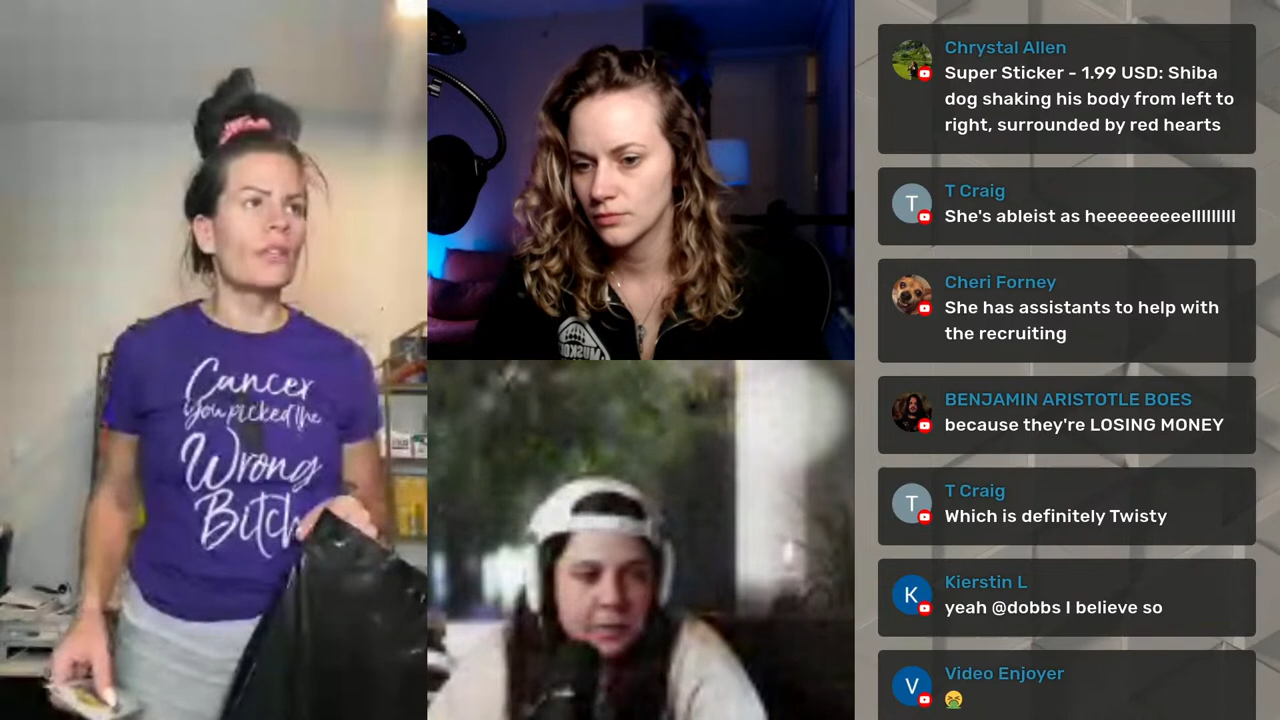 Cancer
you picked the
Wrong
Bitch
MUSKO
Chrystal Allen
Super Sticker - 1.99 USD: Shiba
dog shaking his body from left to
right, surrounded by red hearts
T
T Craig
She's ableist as heeeeeeeeelllllllll
Cheri Forney
She has assistants to help with
the recruiting
BENJAMIN ARISTOTLE BOES
because they're LOSING MONEY
T
T Craig
Which is definitely Twisty
K
Kierstin L
yeah @dobbs I believe so
V
Video Enjoyer
🤮